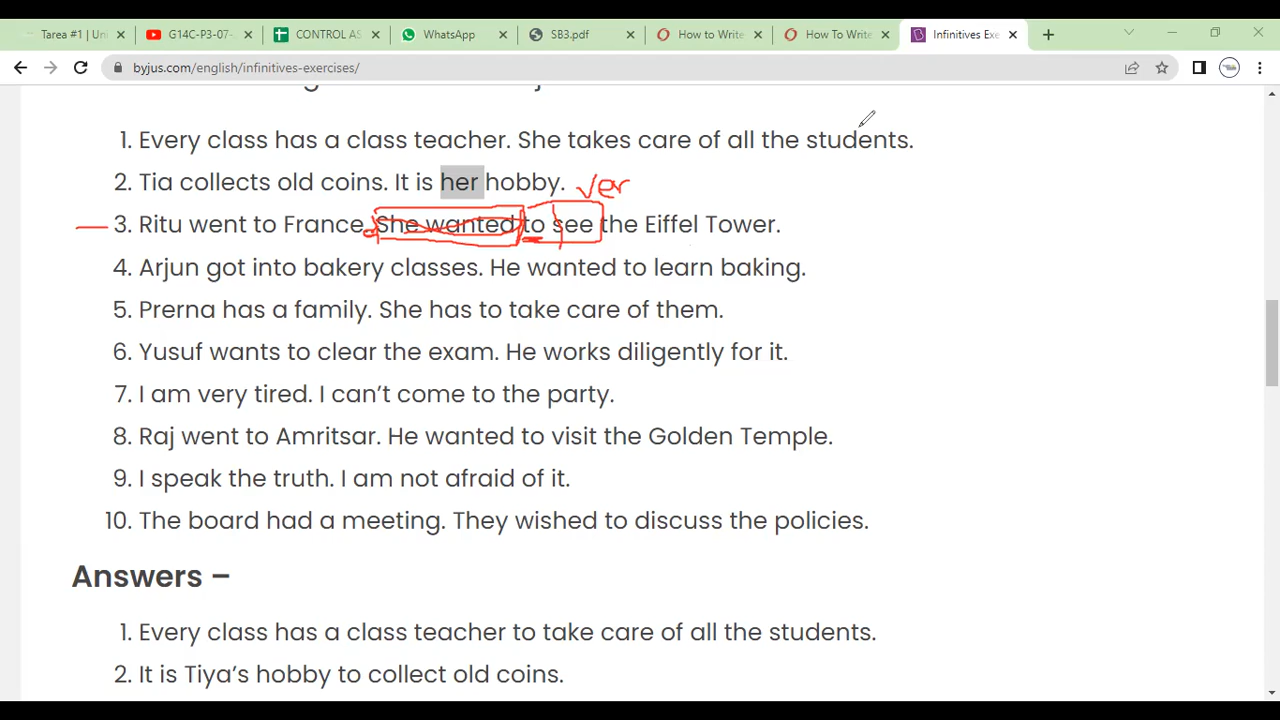 Tarea #1 | Uni
G14C-P3-07-
CONTROL AS
WhatsApp
SB3.pdf
How to Write
How To Write
Infinitives Exe
byjus.com/english/infinitives-exercises/
1. Every class has a class teacher. She takes care of all the students.
2. Tia collects old coins. It is her hobby.
ver
3. Ritu went to France. She wanted to see the Eiffel Tower.
4. Arjun got into bakery classes. He wanted to learn baking.
5. Prerna has a family. She has to take care of them.
6. Yusuf wants to clear the exam. He works diligently for it.
7. I am very tired. I can’t come to the party.
8. Raj went to Amritsar. He wanted to visit the Golden Temple.
9. I speak the truth. I am not afraid of it.
10. The board had a meeting. They wished to discuss the policies.
Answers –
1. Every class has a class teacher to take care of all the students.
2. It is Tiya’s hobby to collect old coins.